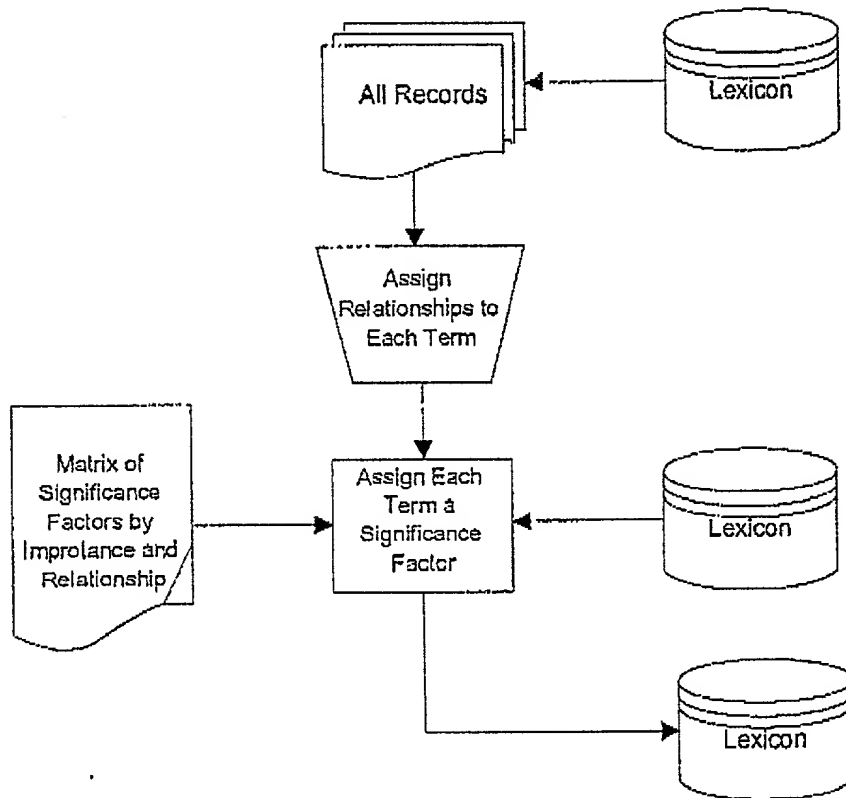 All Records
Lexicon
Assign
Relationships to
Each Term
Matrix of
Significance
Factors by
Improtance and
Relationship
Assign Each
Term a
Significance
Factor
Lexicon
Lexicon